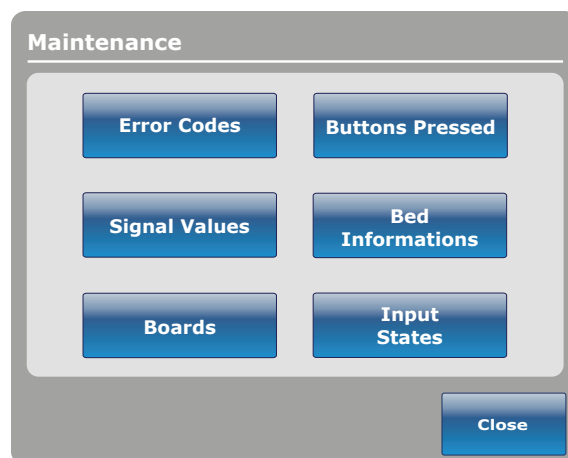 Maintenance
Error Codes
Buttons Pressed
Signal Values
Bed
Informations
Boards
Input
States
Close